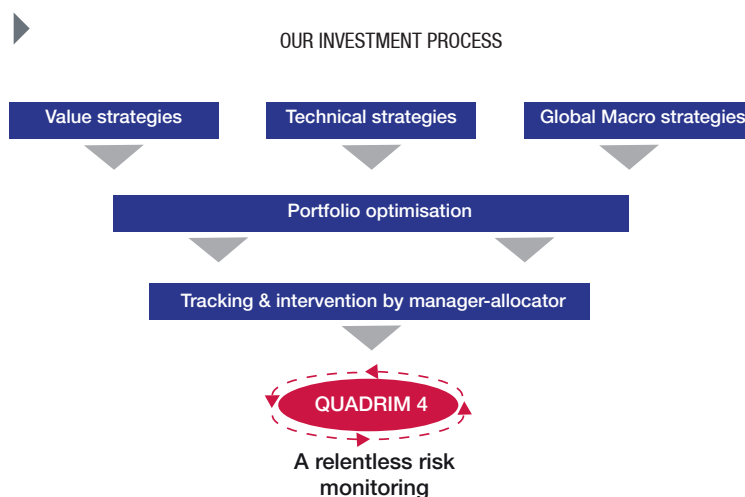 OUR INVESTMENT PROCESS
Value strategies
Technical strategies
Global Macro strategies
Portfolio optimisation
Tracking & intervention by manager-allocator
QUADRIM 4
A relentless risk
monitoring